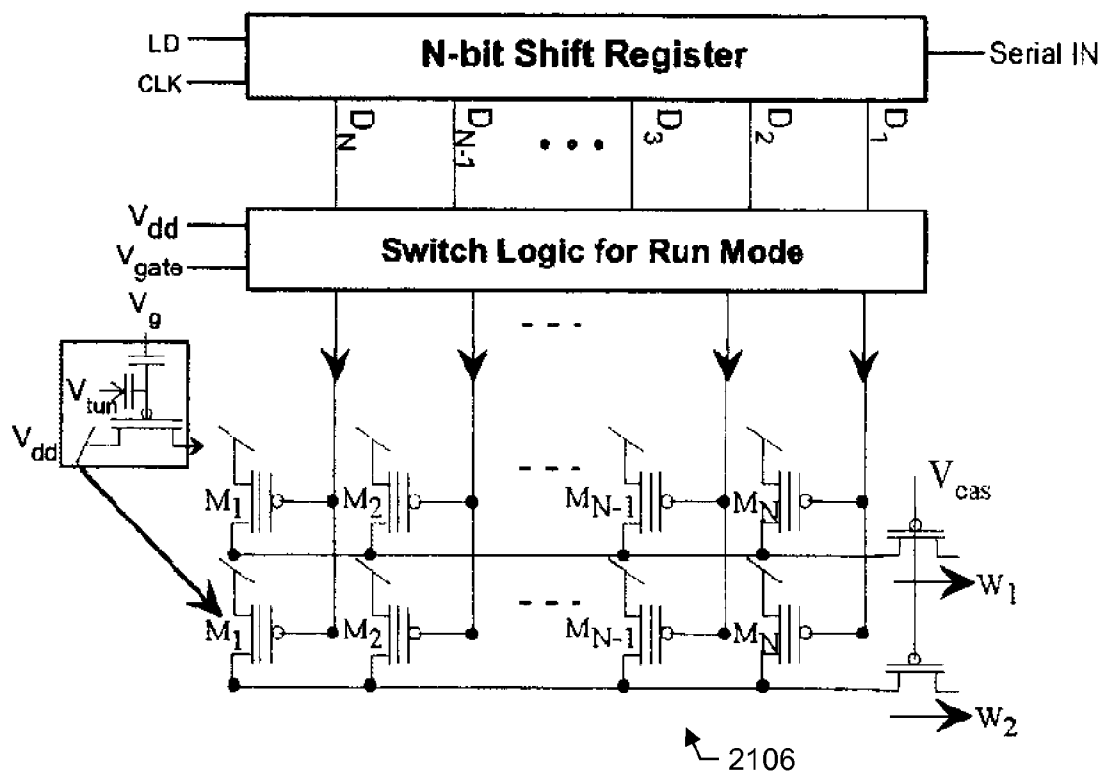 LD
N-bit Shift Register
Serial IN
CLK
D_N
D_N-1
D_3
D_2
D_1
V_dd
Switch Logic for Run Mode
V_gate
V_g
V_tun
V_dd
M_1
M_2
M_N-1
M_N
V_cas
W_1
M_1
M_2
M_N-1
M_N
W_2
2106